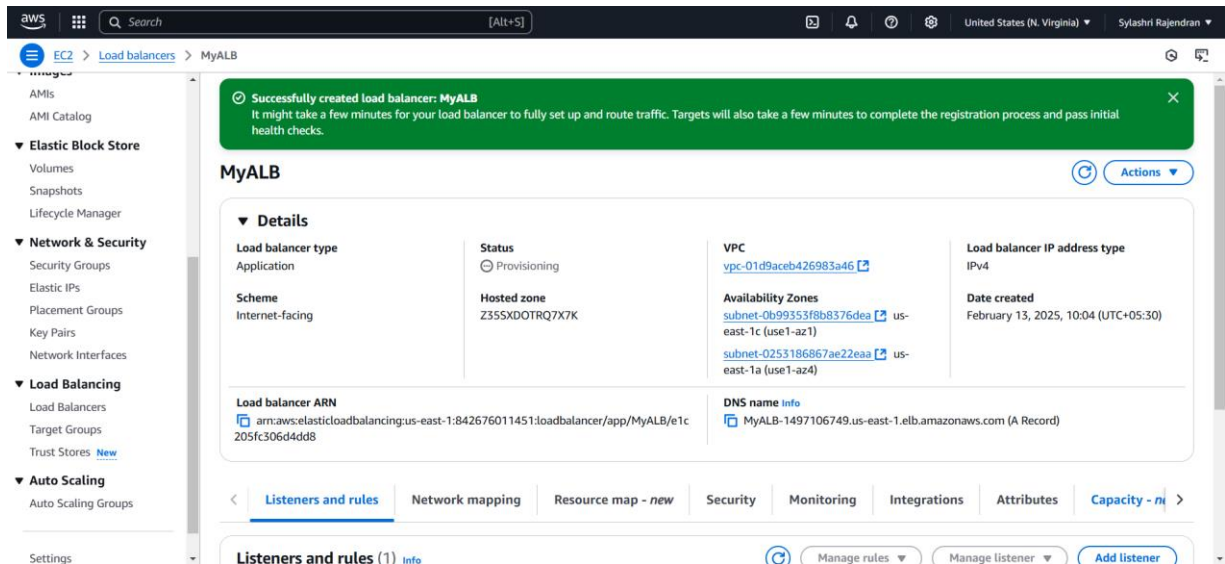 aws
Search
[Alt+S]
United States (N. Virginia)
Sylashri Rajendran
EC2 > Load balancers > MyALB
Images
AMIs
AMI Catalog
Elastic Block Store
Volumes
Snapshots
Lifecycle Manager
Network & Security
Security Groups
Elastic IPs
Placement Groups
Key Pairs
Network Interfaces
Load Balancing
Load Balancers
Target Groups
Trust Stores New
Auto Scaling
Auto Scaling Groups
Settings
Successfully created load balancer: MyALB
It might take a few minutes for your load balancer to fully set up and route traffic. Targets will also take a few minutes to complete the registration process and pass initial
health checks.
MyALB
Actions
Details
Load balancer type
Application
Status
Provisioning
VPC
vpc-01d9aceb426983a46
Load balancer IP address type
IPv4
Scheme
Internet-facing
Hosted zone
Z35SXDOTRQ7X7K
Availability Zones
subnet-0b99353f8b8376dea us-
east-1c (use1-az1)
subnet-0253186867ae22eaa us-
east-1a (use1-az4)
Date created
February 13, 2025, 10:04 (UTC+05:30)
Load balancer ARN
arn:aws:elasticloadbalancing:us-east-1:842676011451:loadbalancer/app/MyALB/e1c
205fc306d4dd8
DNS name Info
MyALB-1497106749.us-east-1.elb.amazonaws.com (A Record)
Listeners and rules
Network mapping
Resource map - new
Security
Monitoring
Integrations
Attributes
Capacity -
Listeners and rules (1) Info
Manage rules
Manage listener
Add listener